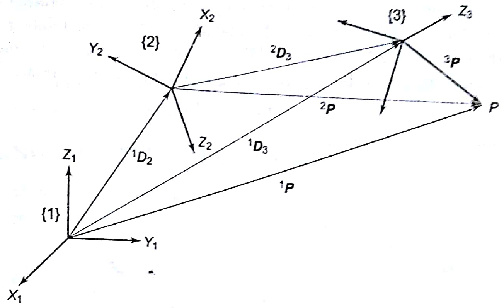 X₂
{2}
Y₂
{3}
Z₃
²D₃
³P
²P
P
Z₂
Z₁
¹D₂
¹D₃
¹P
{1}
Y₁
X₁